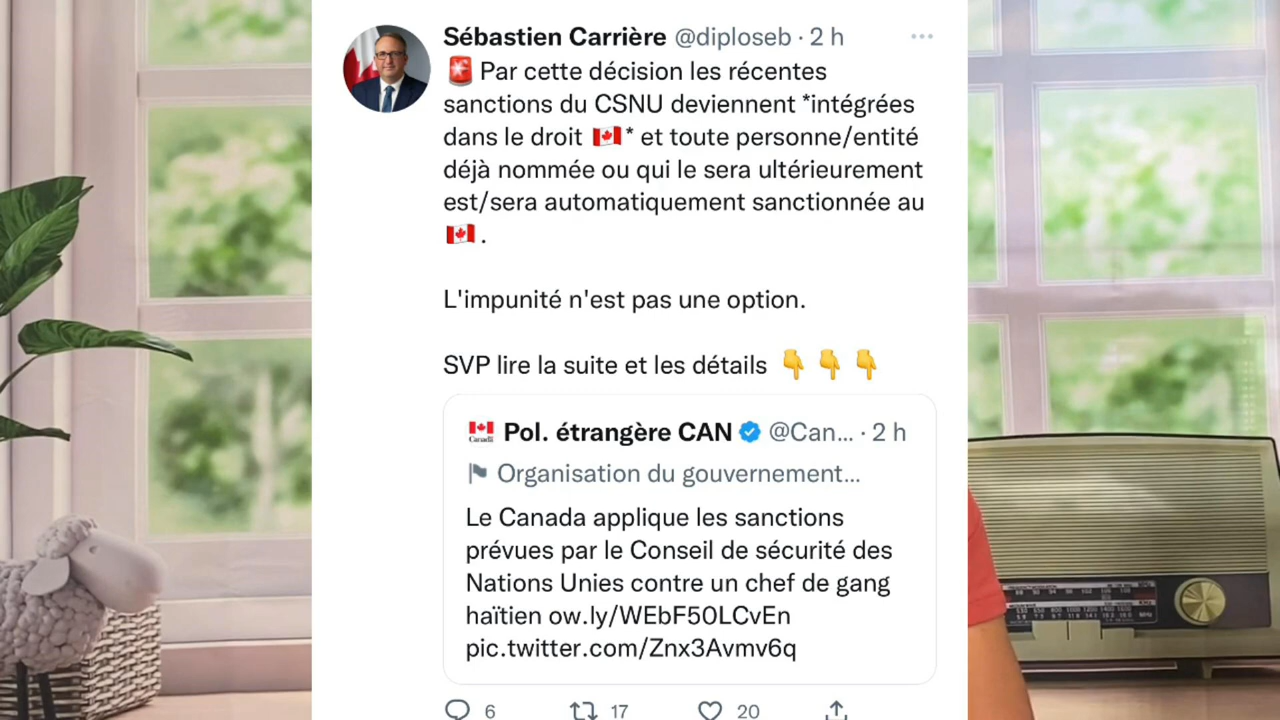 Sébastien Carrière @diploseb · 2 h
🚨 Par cette décision les récentes
sanctions du CSNU deviennent *intégrées
dans le droit 🇨🇦* et toute personne/entité
déjà nommée ou qui le sera ultérieurement
est/sera automatiquement sanctionnée au
🇨🇦.
L'impunité n'est pas une option.
SVP lire la suite et les détails 👇 👇 👇
Canada Pol. étrangère CAN @Can... · 2 h
Organisation du gouvernement...
Le Canada applique les sanctions
prévues par le Conseil de sécurité des
Nations Unies contre un chef de gang
haïtien ow.ly/WEbF50LCvEn
pic.twitter.com/Znx3Avmv6q
6 17 20